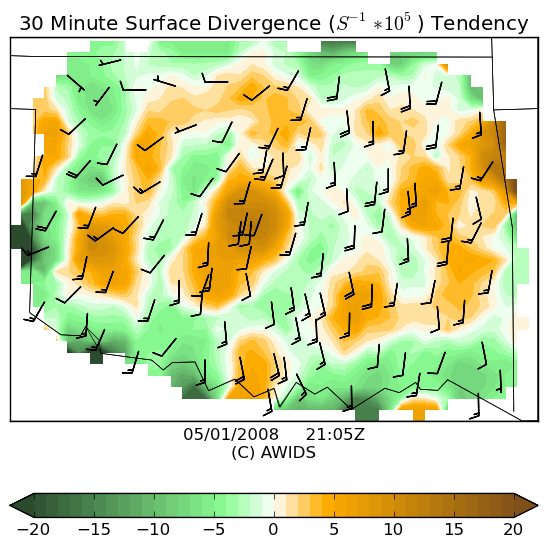 30 Minute Surface Divergence (S⁻¹ ∗10⁵ ) Tendency
05/01/2008 21:05Z
(C) AWIDS
−20 −15 −10 −5 0 5 10 15 20